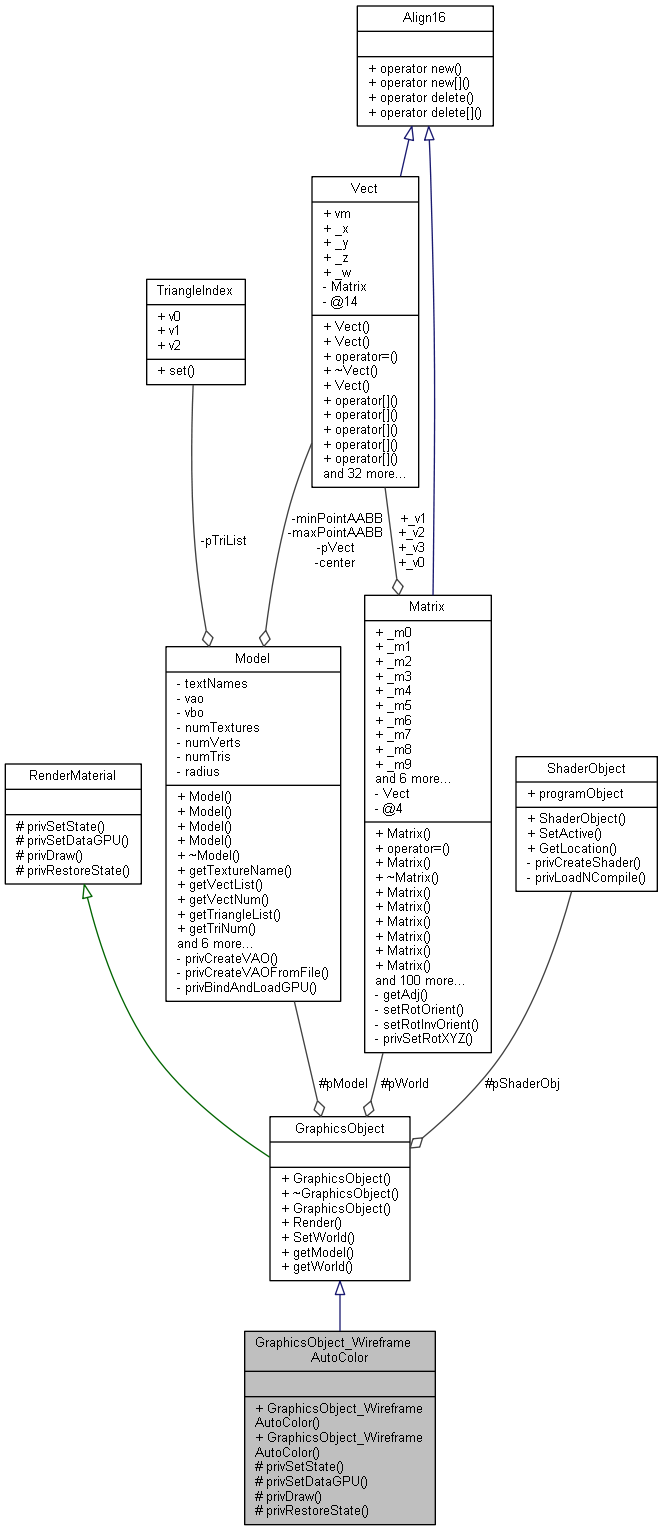 Align16
+ operator new()
+ operator new[]()
+ operator delete()
+ operator delete[]()
Vect
+ vm
+ _x
+ _y
+ _z
+ _w
- Matrix
- @14
+ Vect()
+ Vect()
+ operator=()
+ ~Vect()
+ Vect()
+ operator[]()
+ operator[]()
+ operator[]()
+ operator[]()
+ operator[]()
and 32 more...
TriangleIndex
+ v0
+ v1
+ v2
+ set()
-pTriList
-minPointAABB
-maxPointAABB
-pVect
-center
+_v1
+_v2
+_v3
+_v0
Matrix
+ _m0
+ _m1
+ _m2
+ _m3
+ _m4
+ _m5
+ _m6
+ _m7
+ _m8
+ _m9
and 6 more...
- Vect
- @4
+ Matrix()
+ operator=()
+ Matrix()
+ ~Matrix()
+ Matrix()
+ Matrix()
+ Matrix()
+ Matrix()
+ Matrix()
+ Matrix()
and 100 more...
- getAdj()
- setRotOrient()
- setRotInvOrient()
- privSetRotXYZ()
Model
- textNames
- vao
- vbo
- numTextures
- numVerts
- numTris
- radius
+ Model()
+ Model()
+ Model()
+ Model()
+ ~Model()
+ getTextureName()
+ getVectList()
+ getVectNum()
+ getTriangleList()
+ getTriNum()
and 6 more...
- privCreateVAO()
- privCreateVAOFromFile()
- privBindAndLoadGPU()
RenderMaterial
# privSetState()
# privSetDataGPU()
# privDraw()
# privRestoreState()
ShaderObject
+ programObject
+ ShaderObject()
+ SetActive()
+ GetLocation()
- privCreateShader()
- privLoadNCompile()
#pModel
#pWorld
#pShaderObj
GraphicsObject
+ GraphicsObject()
+ ~GraphicsObject()
+ GraphicsObject()
+ Render()
+ SetWorld()
+ getModel()
+ getWorld()
GraphicsObject_Wireframe
AutoColor
+ GraphicsObject_Wireframe
AutoColor()
+ GraphicsObject_Wireframe
AutoColor()
# privSetState()
# privSetDataGPU()
# privDraw()
# privRestoreState()